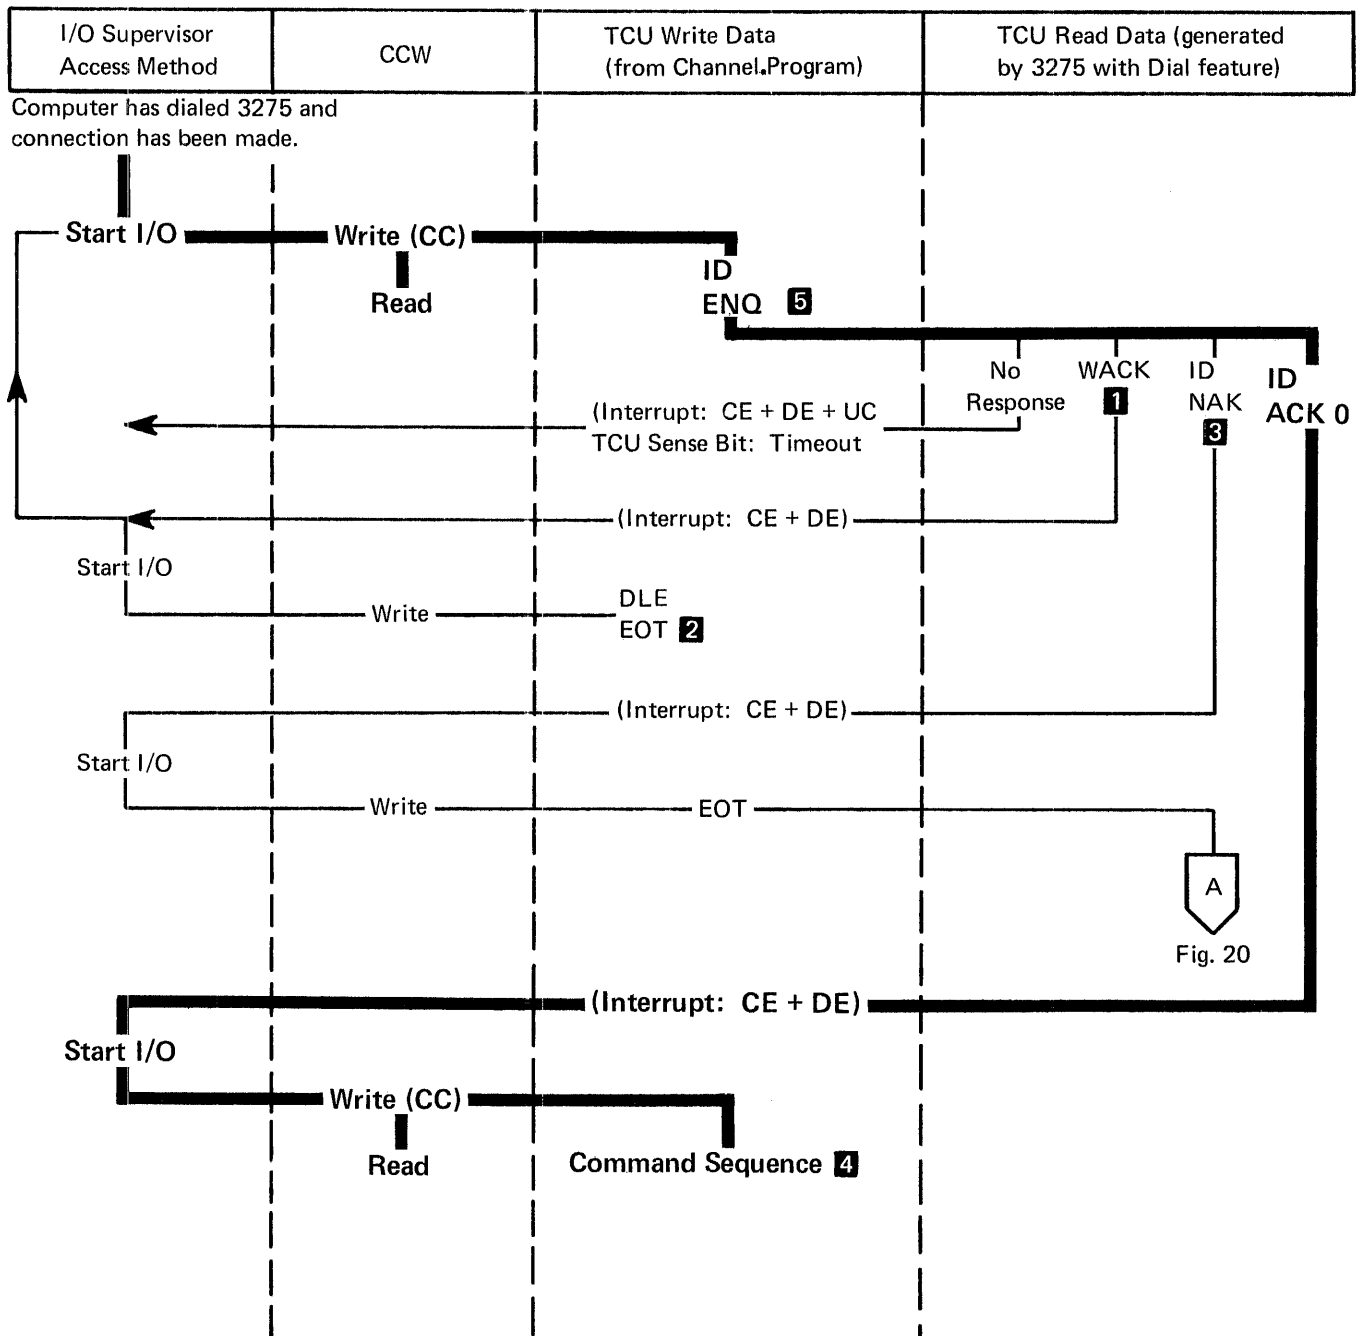 I/O Supervisor
Access Method
CCW
TCU Write Data
(from Channel.Program)
TCU Read Data (generated
by 3275 with Dial feature)
Computer has dialed 3275 and
connection has been made.
Start I/O
Write (CC)
Read
ID
ENQ 5
No
Response
WACK
1
ID
NAK
3
ID
ACK 0
(Interrupt: CE + DE + UC
TCU Sense Bit: Timeout
(Interrupt: CE + DE)
Start I/O
Write
DLE
EOT 2
(Interrupt: CE + DE)
Start I/O
Write
EOT
A
Fig. 20
(Interrupt: CE + DE)
Start I/O
Write (CC)
Read
Command Sequence 4